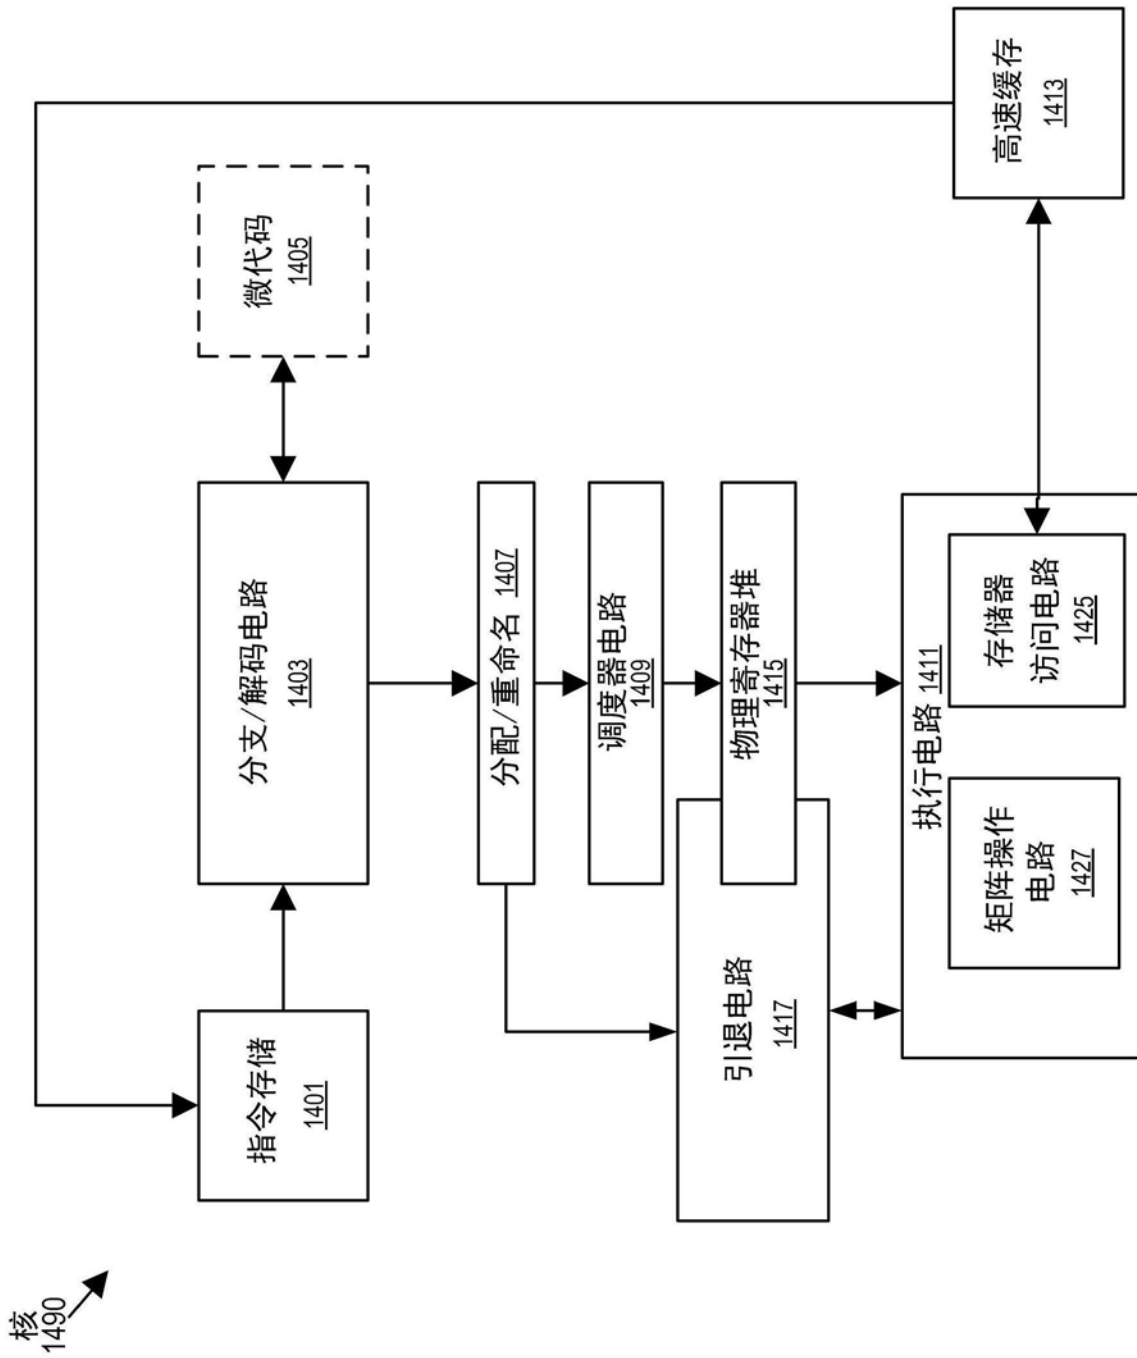 核
1490
指令存储
1401
分支/解码电路
1403
微代码
1405
分配/重命名 1407
调度器电路
1409
物理寄存器堆
1415
引退电路
1417
执行电路 1411
矩阵操作
电路
1427
存储器
访问电路
1425
高速缓存
1413